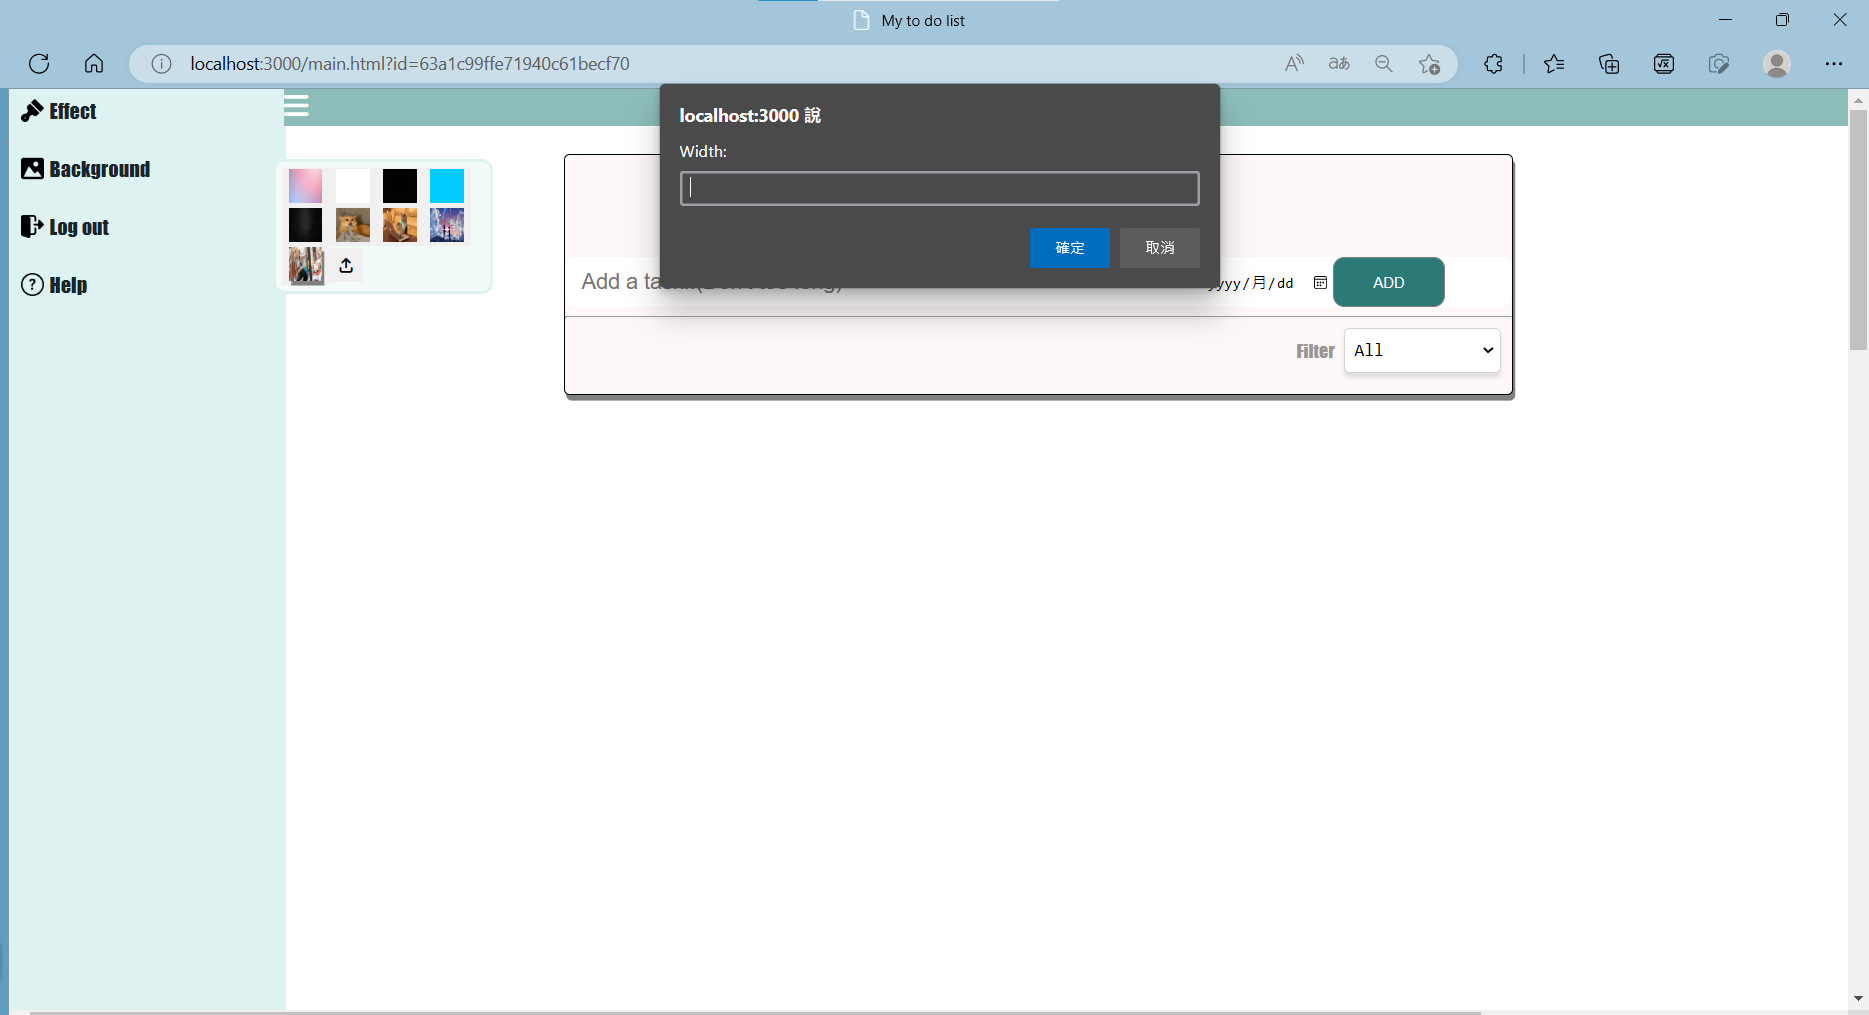 My to do list
localhost:3000/main.html?id=63a1c99ffe71940c61becf70
Effect
Background
Log out
Help
localhost:3000 說
Width:
確定
取消
Add a
yyyy/月/dd
ADD
Filter
All